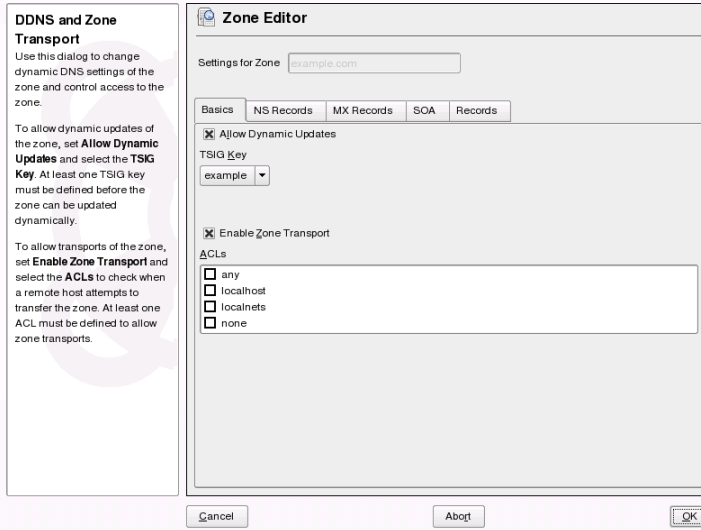 DDNS and Zone
Transport
Use this dialog to change
dynamic DNS settings of the
zone and control access to the
zone.
To allow dynamic updates of
the zone, set Allow Dynamic
Updates and select the TSIG
Key. At least one TSIG key
must be defined before the
zone can be updated
dynamically.
To allow transports of the zone,
set Enable Zone Transport and
select the ACLs to check when
a remote host attempts to
transfer the zone. At least one
ACL must be defined to allow
zone transports.
Zone Editor
Settings for Zone example.com
Basics NS Records MX Records SOA Records
Allow Dynamic Updates
TSIG Key
example
Enable Zone Transport
ACLs
any
localhost
localnets
none
Cancel Abort OK